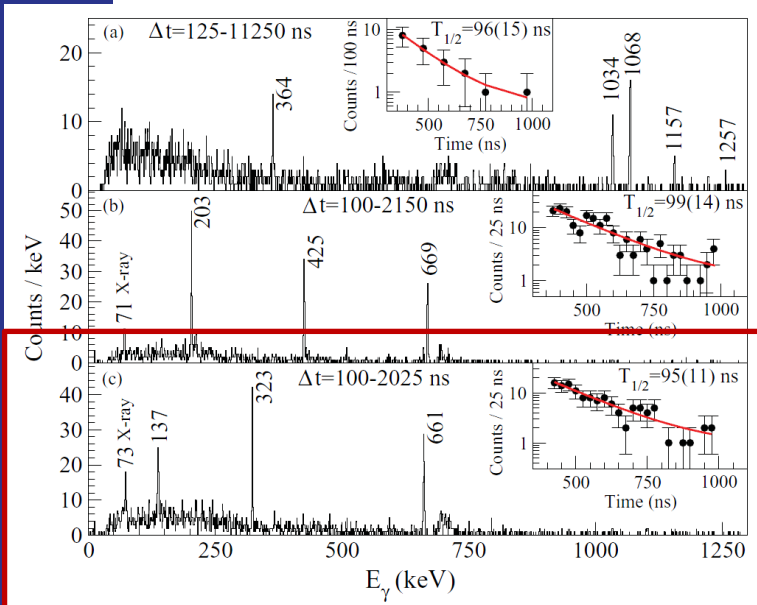 (a) Δt=125-11250 ns
364
1034
1068
1157
1257
20
10
0
T1/2=96(15) ns
Counts / 100 ns
10
1
500 750 1000
Time (ns)
(b) Δt=100-2150 ns
71 X-ray
203
425
669
50
40
30
20
10
0
T1/2=99(14) ns
Counts / 25 ns
10
1
500 750 1000
Time (ns)
Counts / keV
(c) Δt=100-2025 ns
73 X-ray
137
323
661
40
30
20
10
0
T1/2=95(11) ns
Counts / 25 ns
10
1
500 750 1000
Time (ns)
0 250 500 750 1000 1250
Eγ (keV)